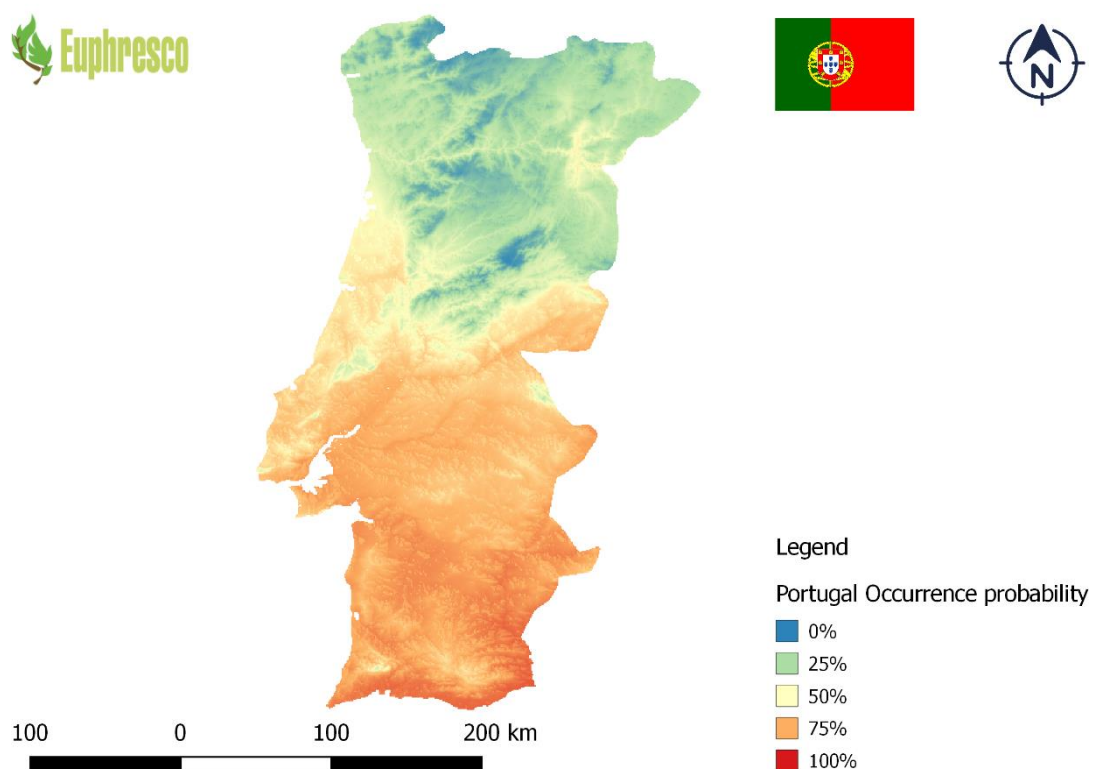 Euphresco
N
Legend
Portugal Occurrence probability
0%
25%
50%
75%
100%
100 0 100 200 km